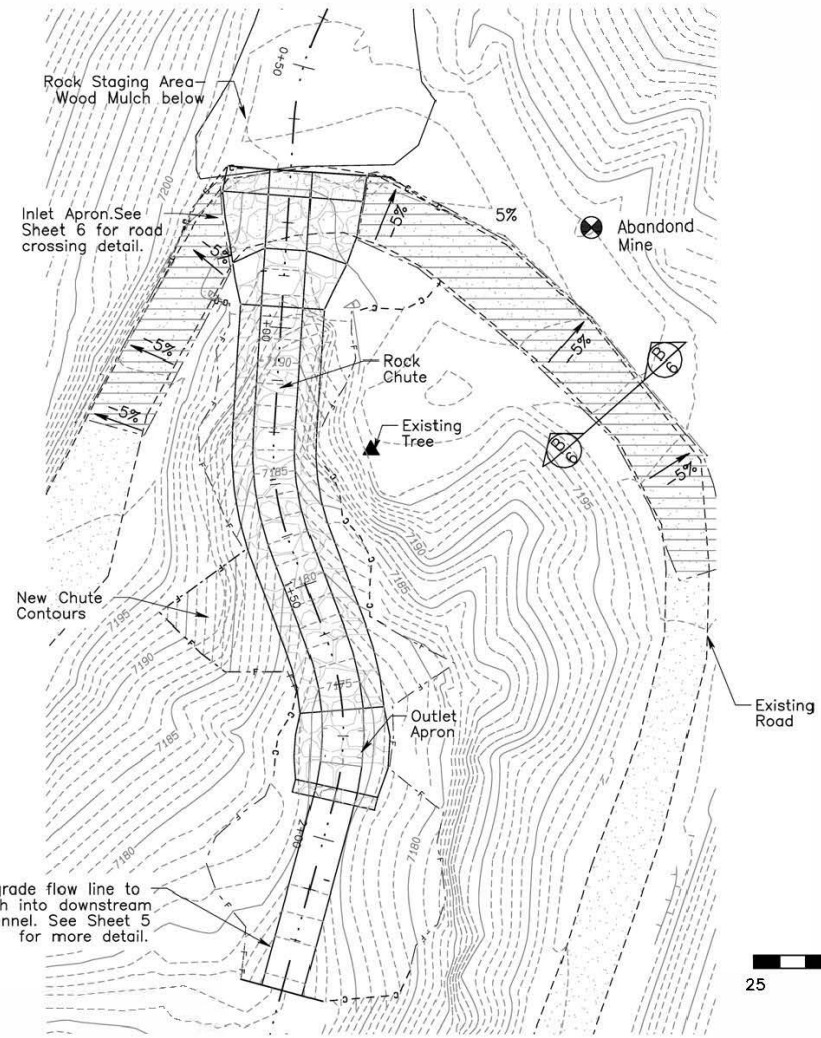 0+50
Rock Staging Area
Wood Mulch below
7200
Inlet Apron.See
Sheet 6 for road
crossing detail.
-5%
5%
Abandond
Mine
-5%
-5%
-5%
-5%
-5%
B
6
B
6
1+00
7190
Rock
Chute
Existing
Tree
7185
7195
7190
7185
New Chute
Contours
7180
1+50
7195
7190
7175
7185
Outlet
Apron
Existing
Road
7180
7180
2+00
grade flow line to
h into downstream
nnel. See Sheet 5
for more detail.
25